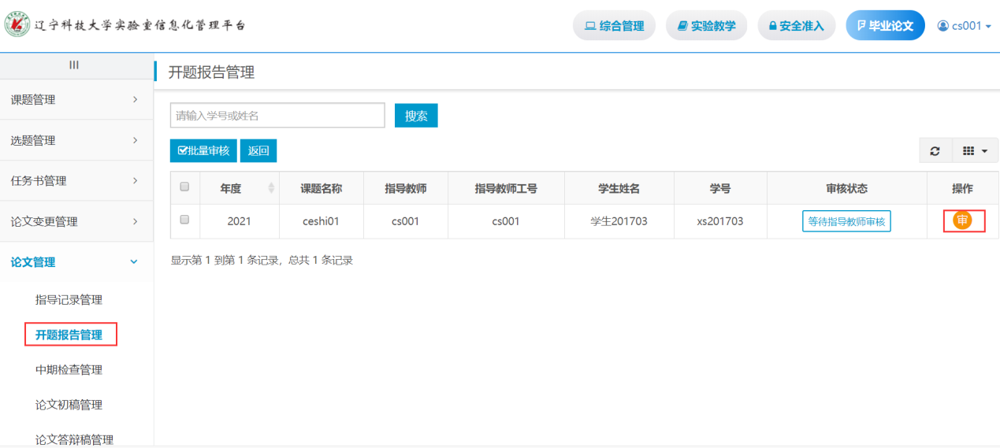 辽宁科技大学实验室信息化管理平台
综合管理 实验教学 安全准入 毕业论文 cs001
课题管理
选题管理
任务书管理
论文变更管理
论文管理
指导记录管理
开题报告管理
中期检查管理
论文初稿管理
论文答辩稿管理
开题报告管理
请输入学号或姓名 搜索
批量审核 返回
年度 课题名称 指导教师 指导教师工号 学生姓名 学号 审核状态 操作
2021 ceshi01 cs001 cs001 学生201703 xs201703 等待指导教师审核 审
显示第 1 到第 1 条记录，总共 1 条记录